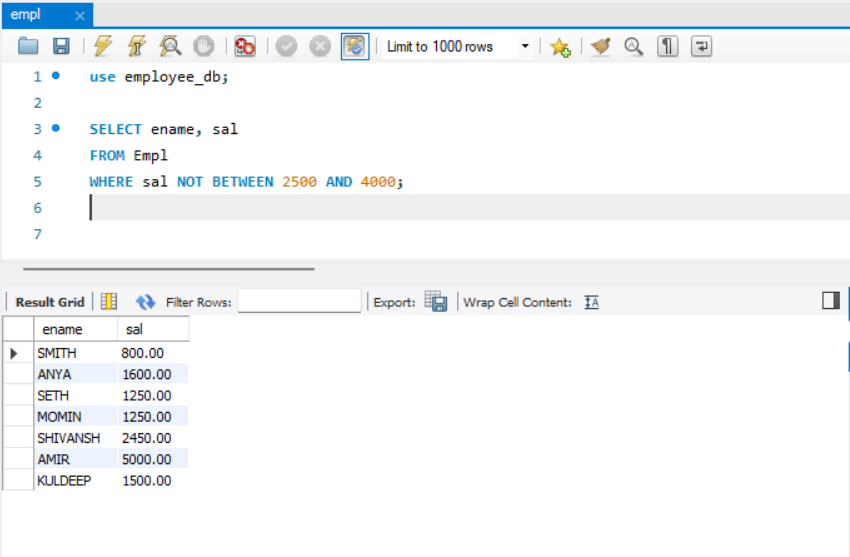 empl
Limit to 1000 rows
1 use employee_db;
2
3 SELECT ename, sal
4 FROM Empl
5 WHERE sal NOT BETWEEN 2500 AND 4000;
6
7
Result Grid Filter Rows: Export: Wrap Cell Content: IA
ename sal
SMITH 800.00
ANYA 1600.00
SETH 1250.00
MOMIN 1250.00
SHIVANSH 2450.00
AMIR 5000.00
KULDEEP 1500.00